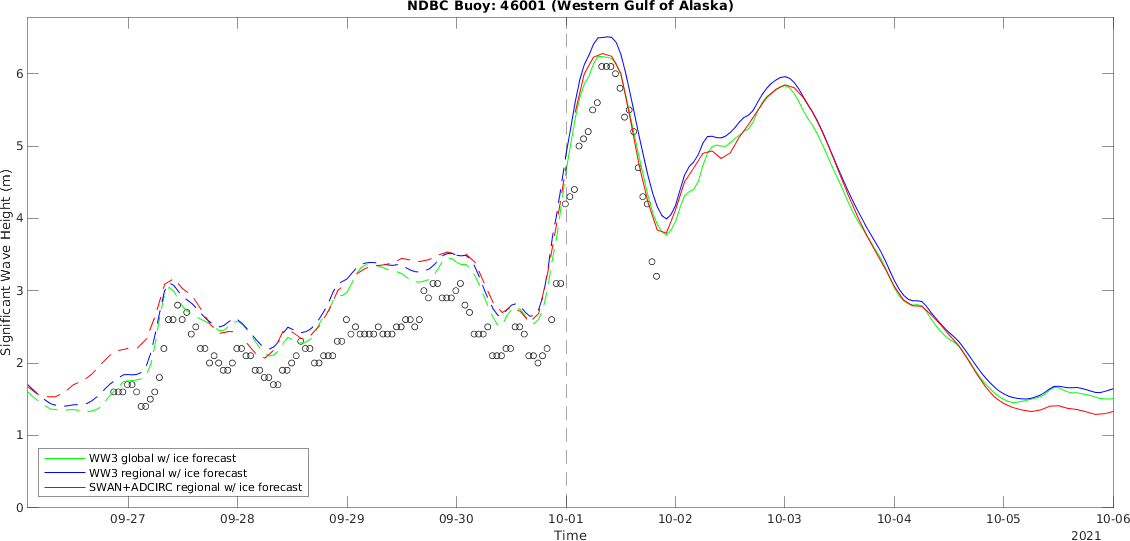 NDBC Buoy: 46001 (Western Gulf of Alaska)
Significant Wave Height (m)
6
5
4
3
2
1
0
WW3 global w/ ice forecast
WW3 regional w/ ice forecast
SWAN+ADCIRC regional w/ ice forecast
09-27 09-28 09-29 09-30 10-01 10-02 10-03 10-04 10-05 10-06
Time 2021